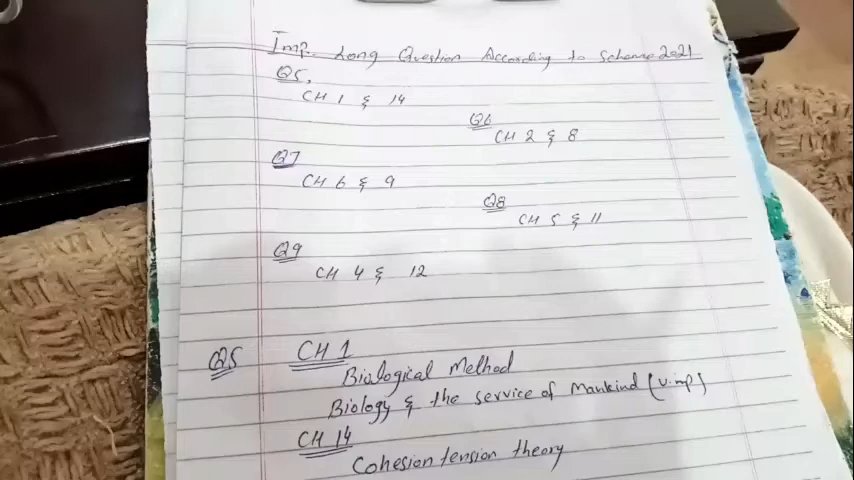 Imp. Long Question According to Scheme 2021
Q5.
CH 1 & 14
Q6
CH 2 & 8
Q7
CH 6 & 9
Q8
CH 5 & 11
Q9
CH 4 & 12
Q5 CH 1
Biological Method
Biology & the service of Mankind (v.imp)
CH 14
Cohesion tension theory